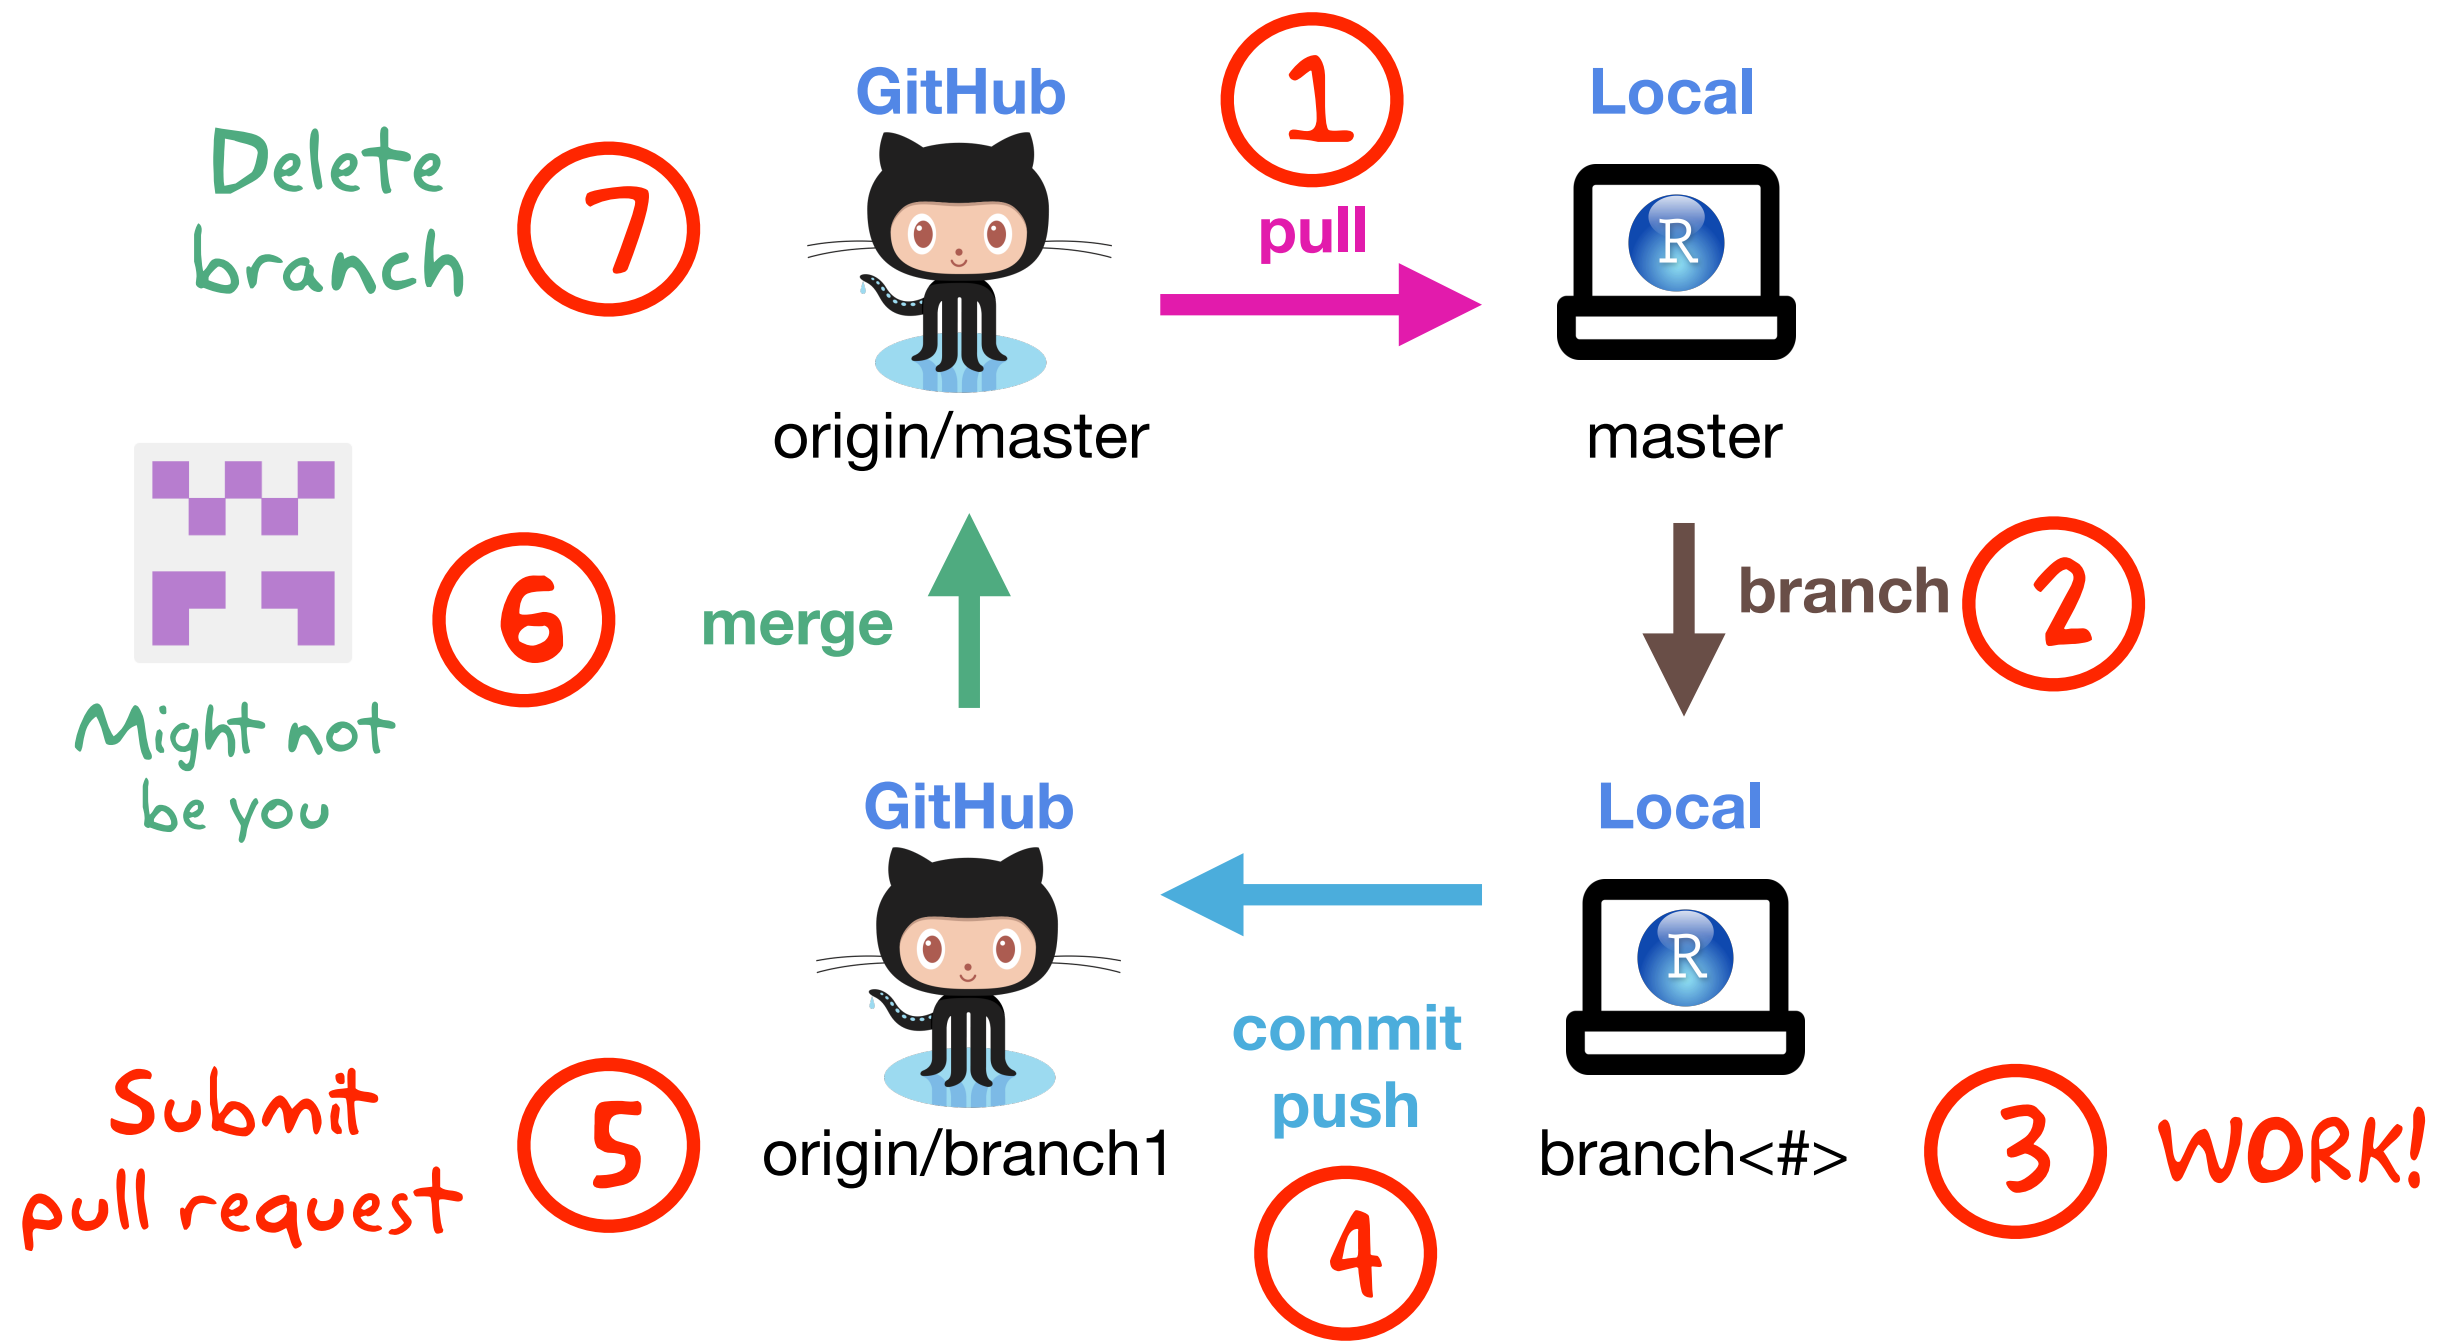 GitHub
1
Local
pull
Delete
branch
7
R
origin/master
master
merge
6
branch
2
Might not
be you
GitHub
Local
R
commit
push
origin/branch1
branch<#>
3
WORK!
Submit
pull request
5
4